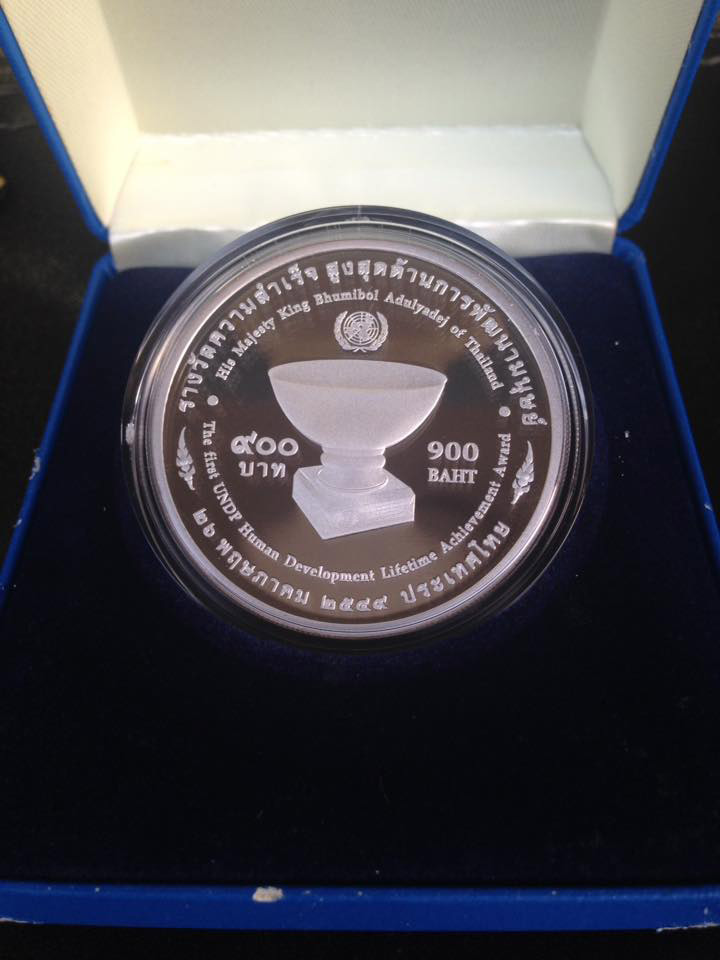 รางวัลความสำเร็จ สูงสุดด้านการพัฒนามนุษย์
His Majesty King Bhumibol Adulyadej of Thailand
๙๐๐
บาท
900
BAHT
The first UNDP Human Development Lifetime Achievement Award
๒๖ พฤษภาคม ๒๕๔๙ ประเทศไทย